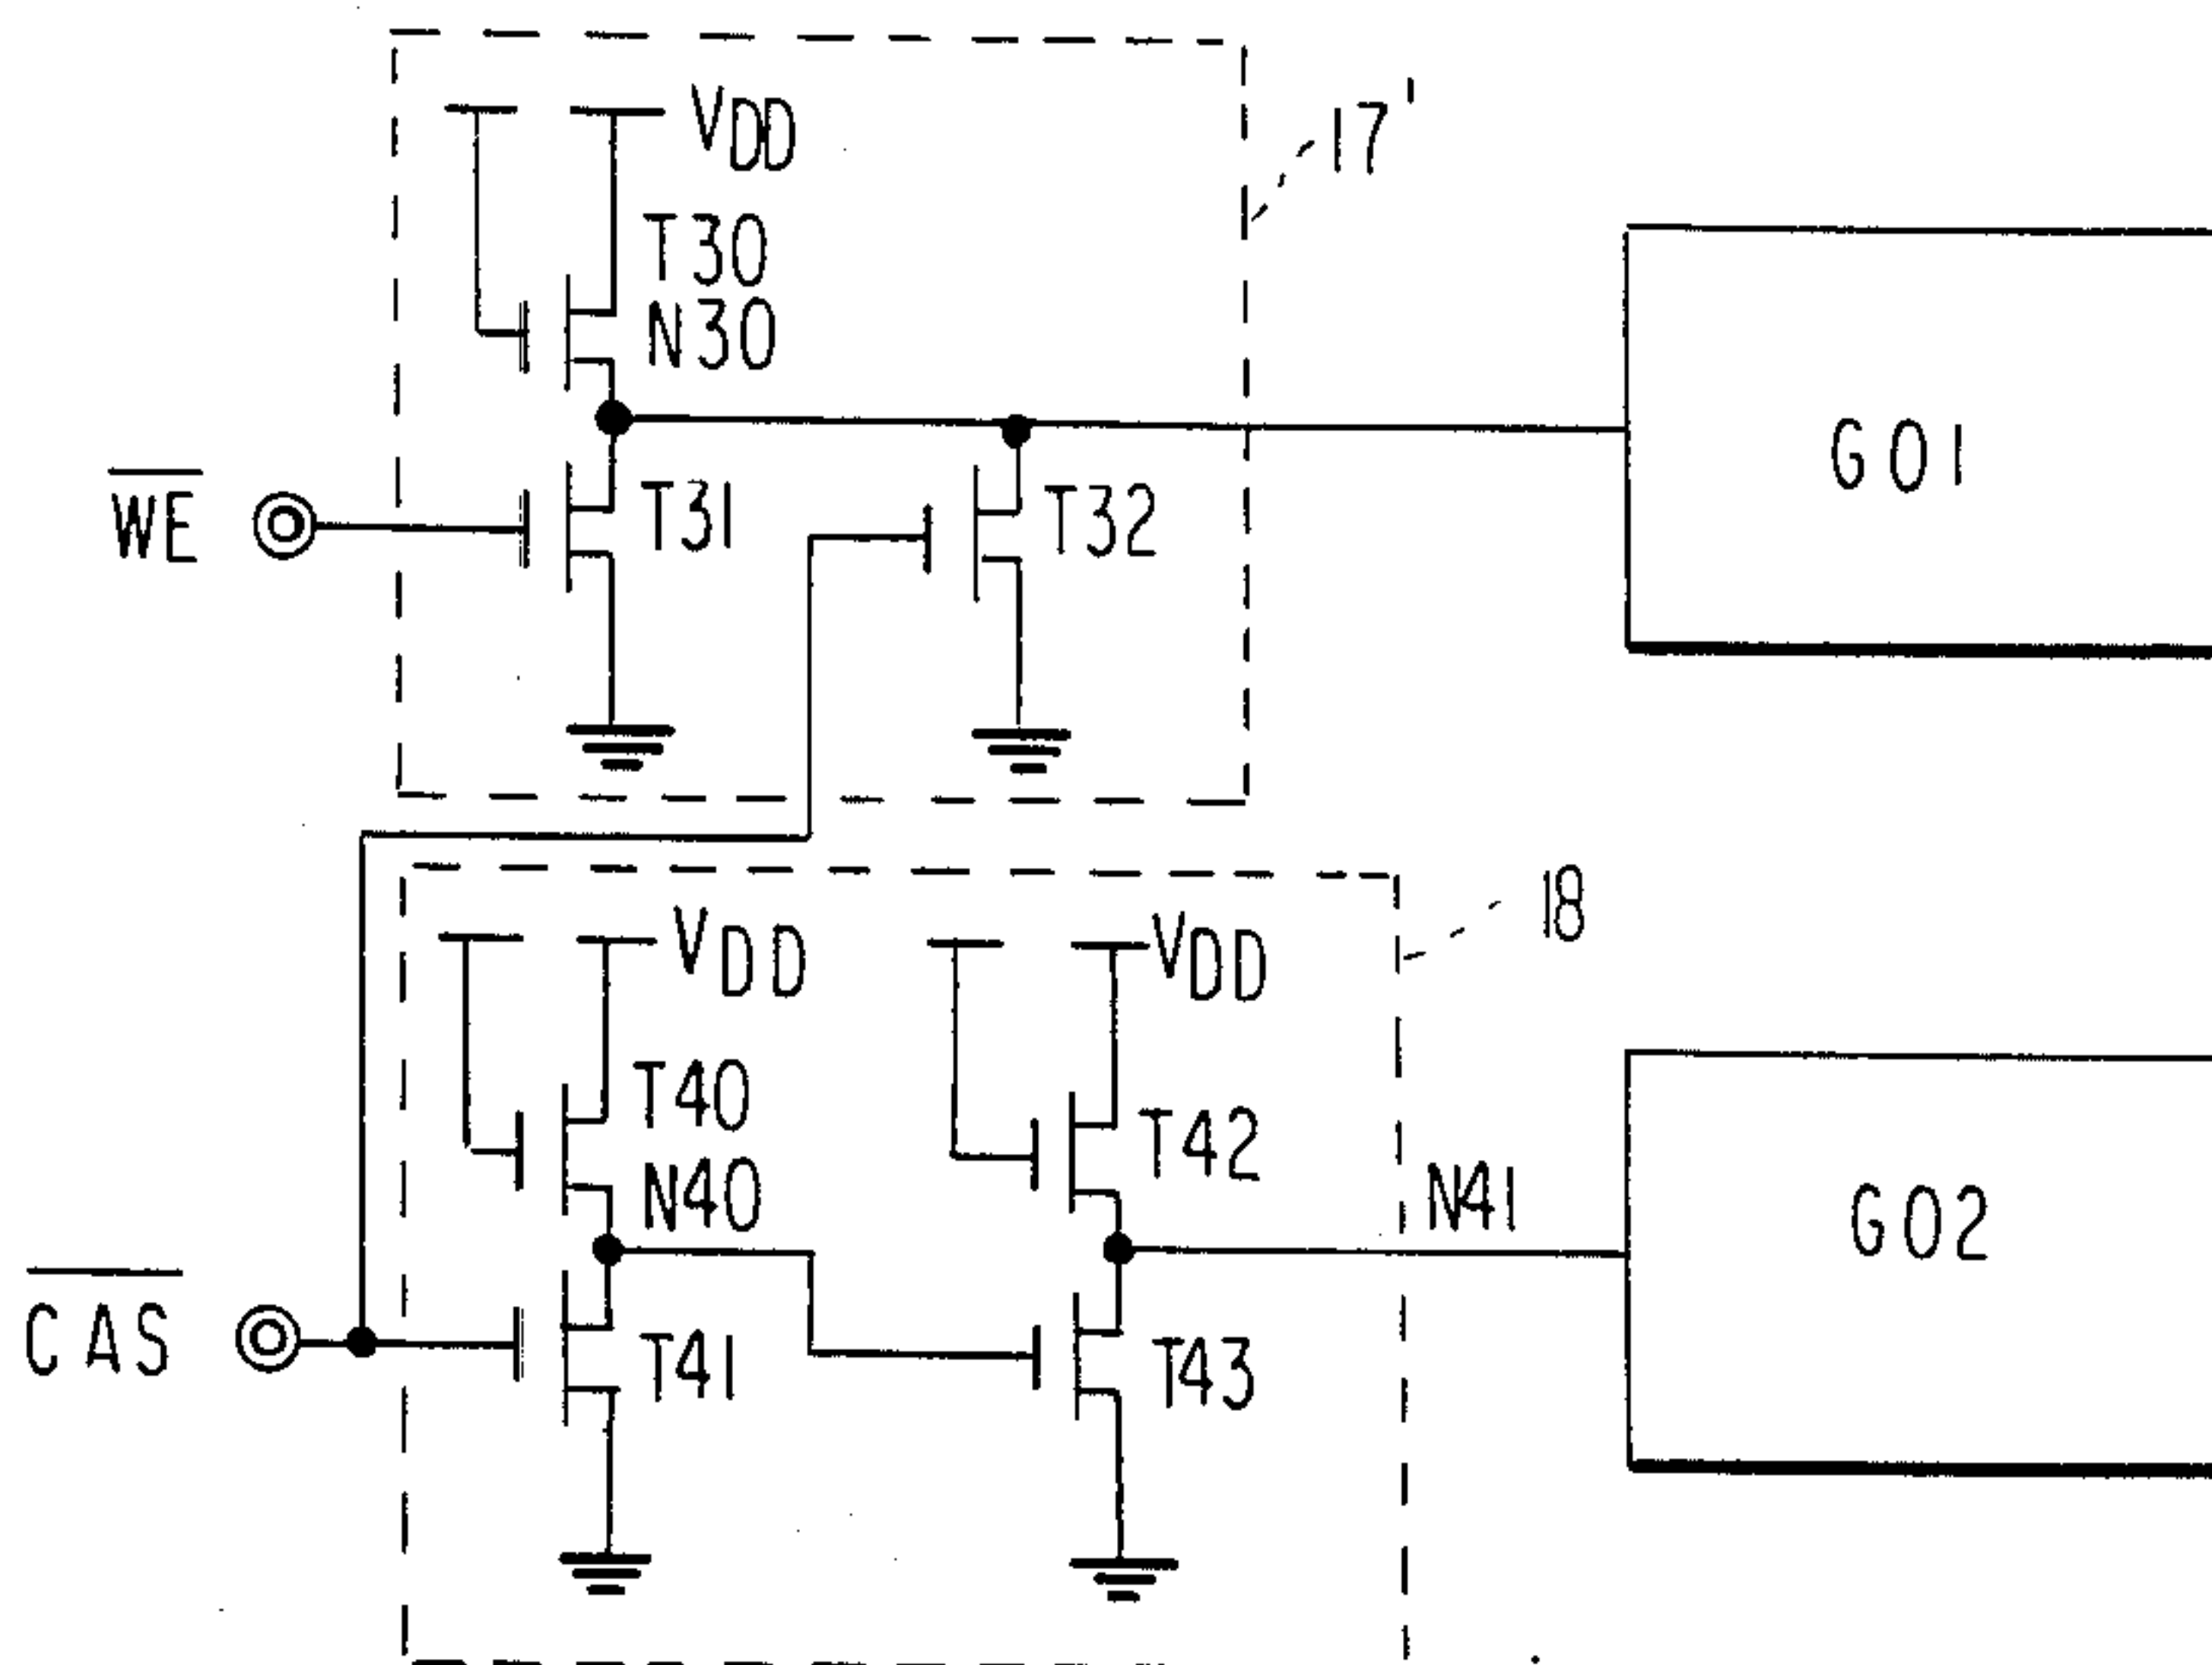 VDD
17'
T30
N30
G01
WE
T31
T32
18
VDD
VDD
T40
T42
N40
N41
G02
CAS
T41
T43